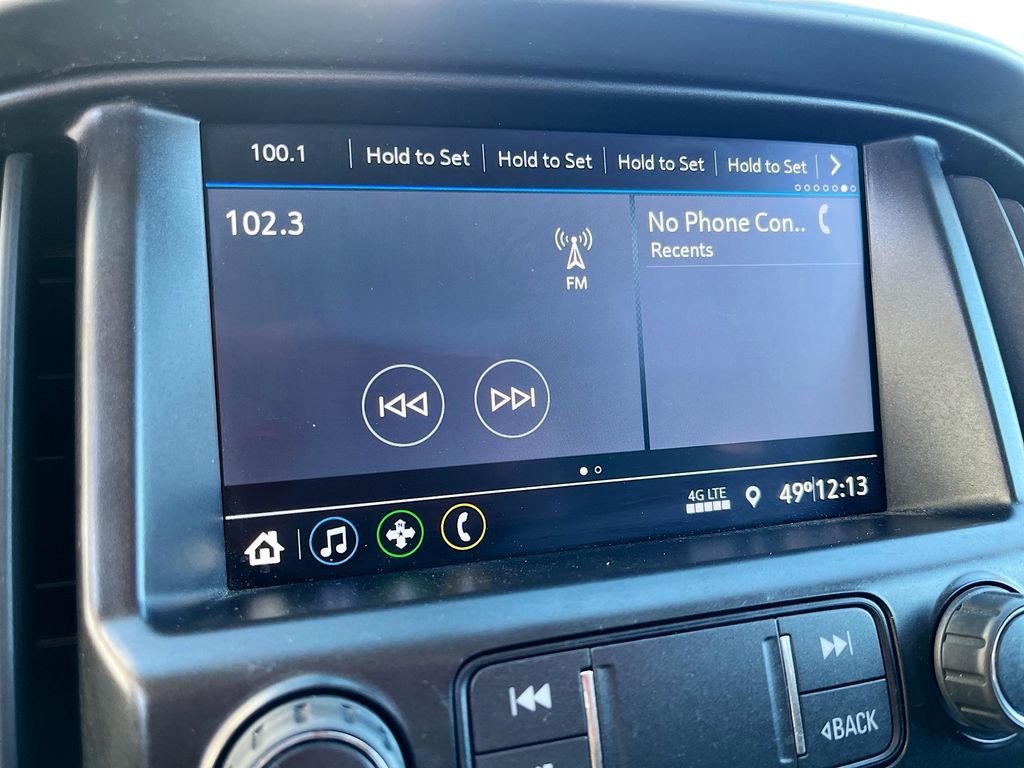 100.1 Hold to Set Hold to Set Hold to Set Hold to Set
102.3
FM
No Phone Con..
Recents
4G LTE
49° 12:13
N
BACK